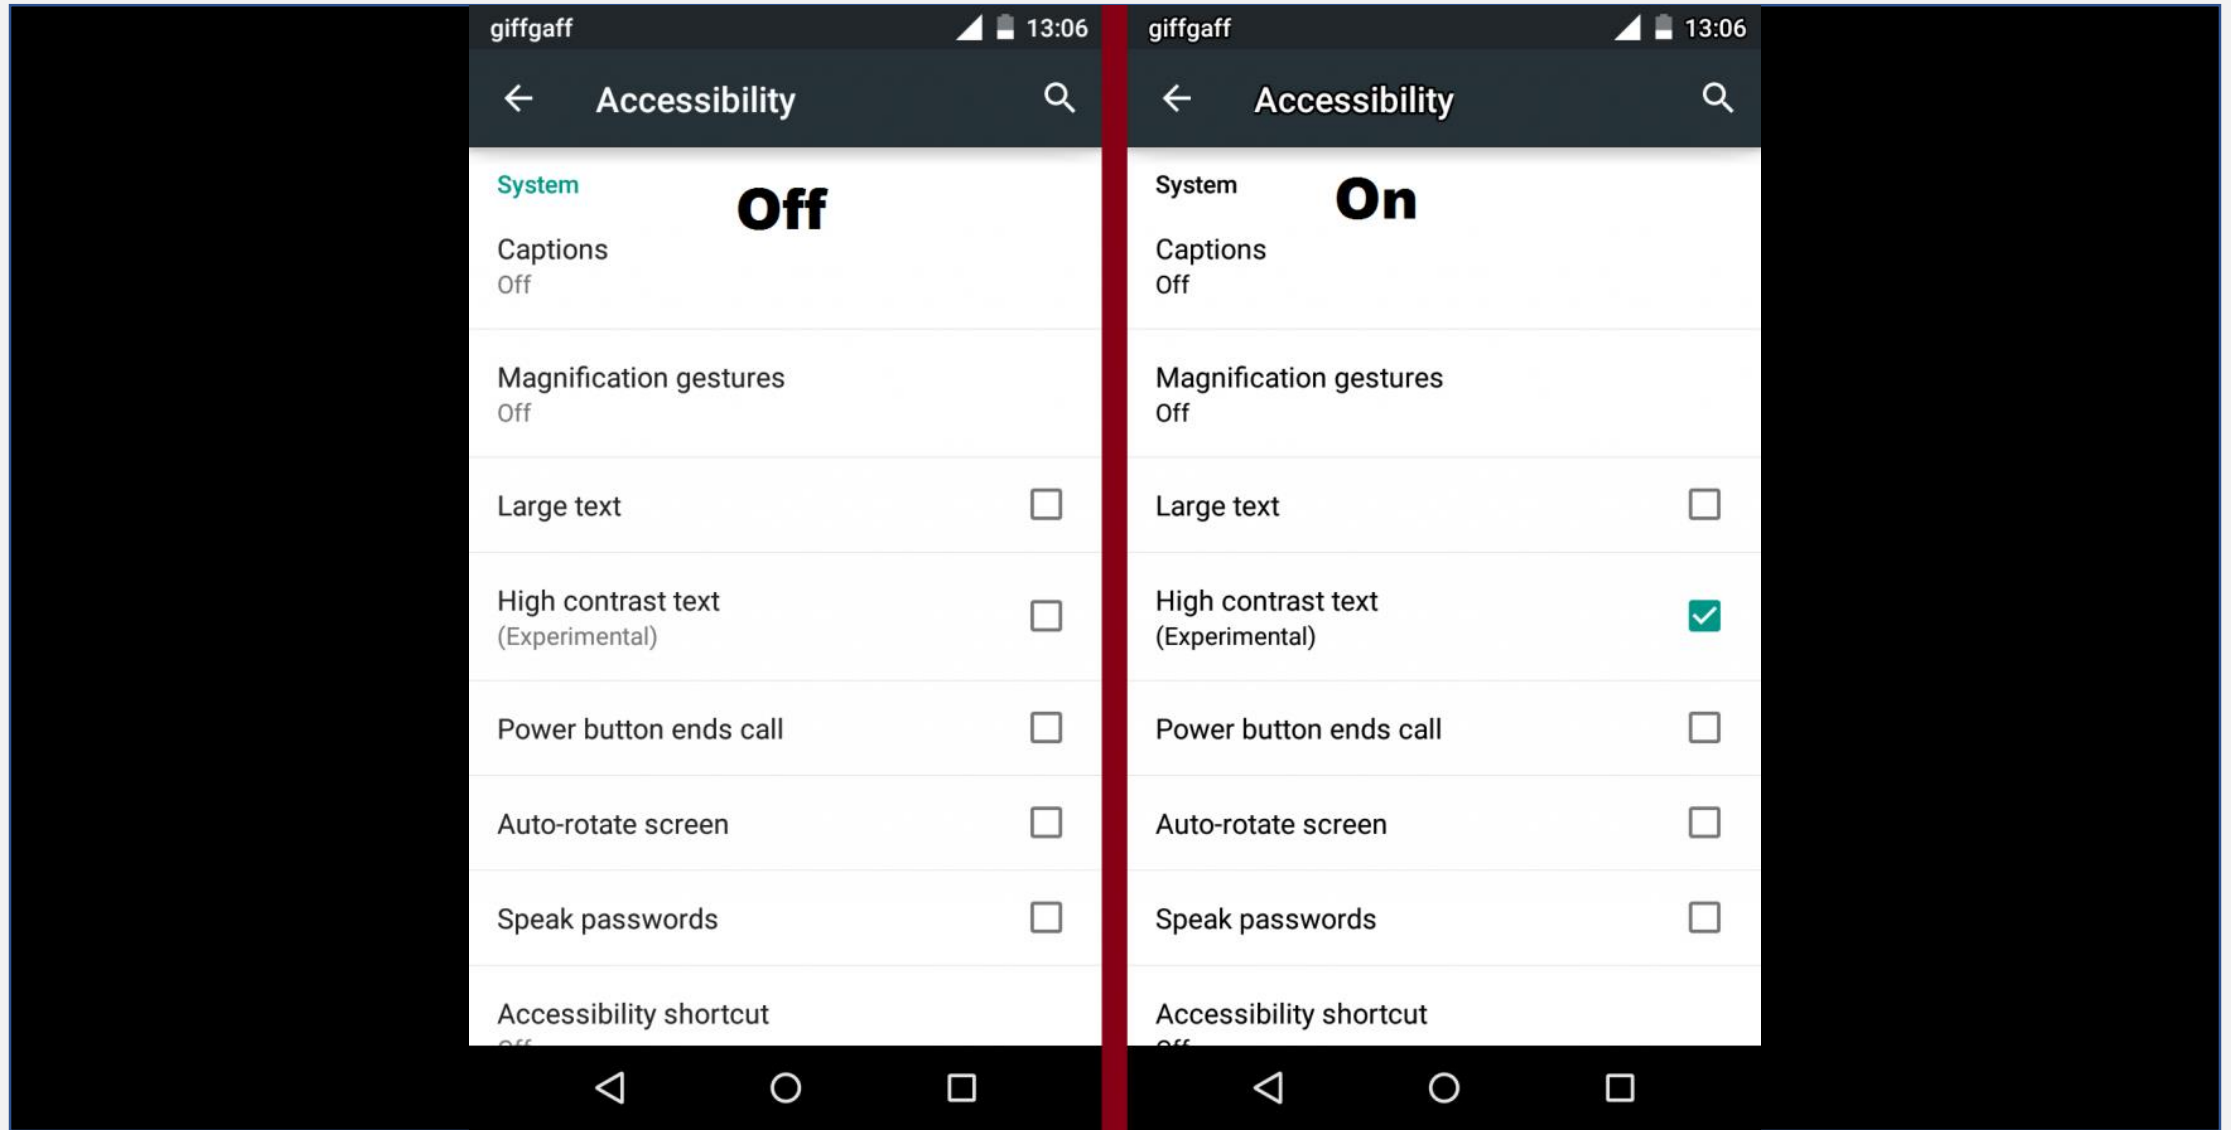 giffgaff 13:06
Accessibility
System
Off
Captions
Off
Magnification gestures
Off
Large text
High contrast text
(Experimental)
Power button ends call
Auto-rotate screen
Speak passwords
Accessibility shortcut
Off
giffgaff 13:06
Accessibility
System
On
Captions
Off
Magnification gestures
Off
Large text
High contrast text
(Experimental)
Power button ends call
Auto-rotate screen
Speak passwords
Accessibility shortcut
Off